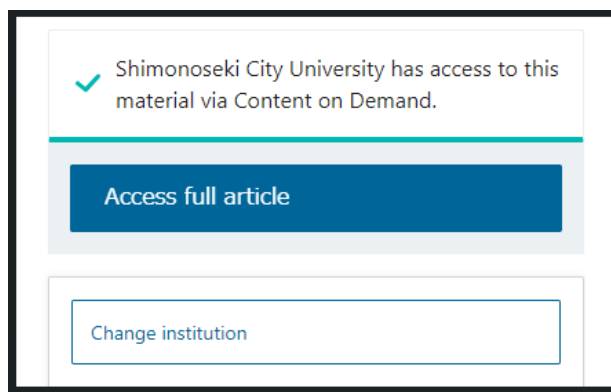 Shimonoseki City University has access to this
material via Content on Demand.
Access full article
Change institution